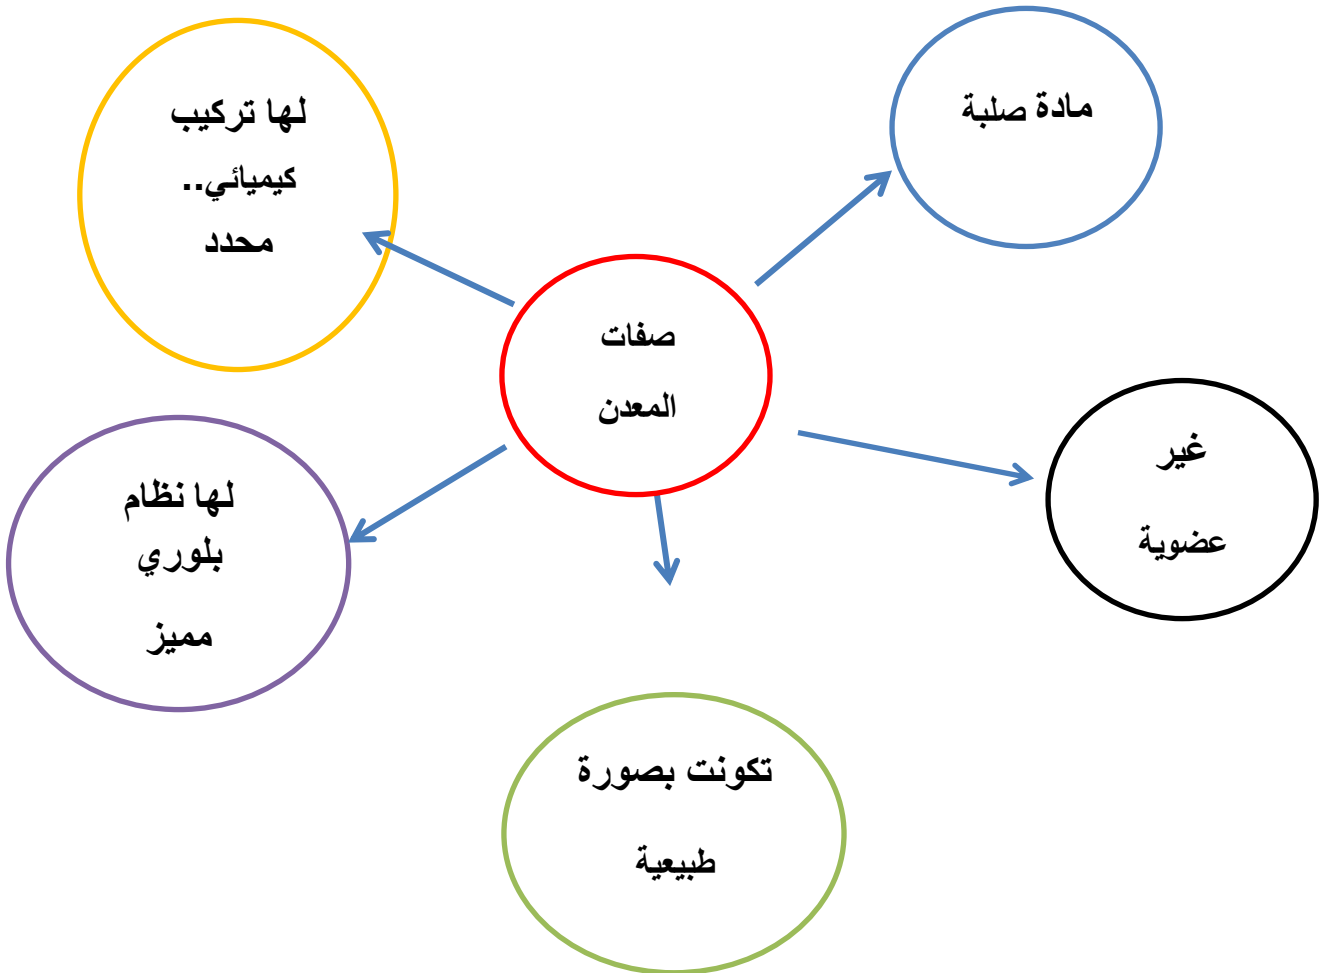 صفات
المعدن
مادة صلبة
غير
عضوية
تكونت بصورة
طبيعية
لها نظام
بلوري
مميز
لها تركيب
كيميائي..
محدد